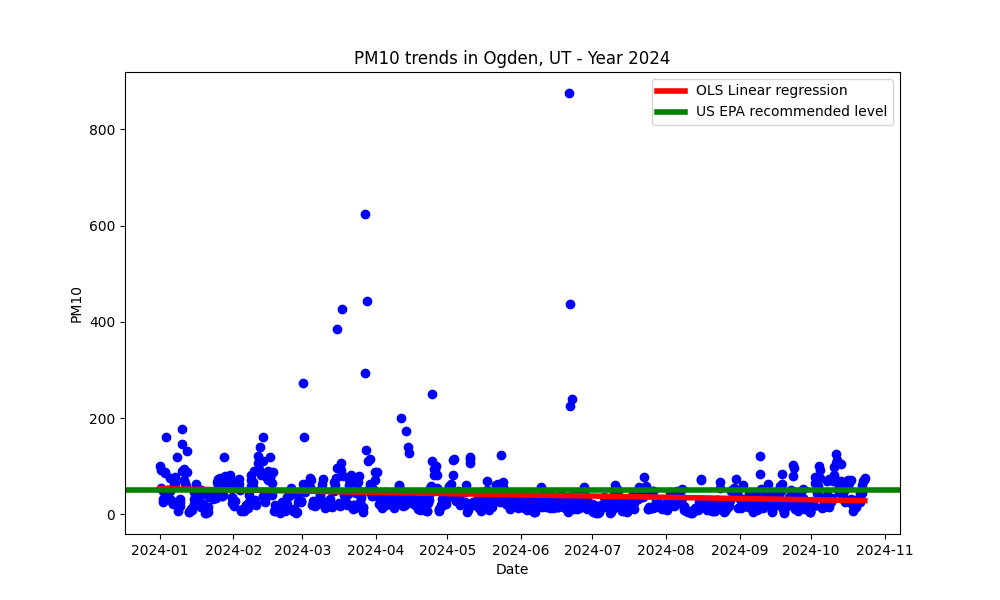 PM10 trends in Ogden, UT - Year 2024
OLS Linear regression
US EPA recommended level
PM10
800
600
400
200
0
2024-01 2024-02 2024-03 2024-04 2024-05 2024-06 2024-07 2024-08 2024-09 2024-10 2024-11
Date